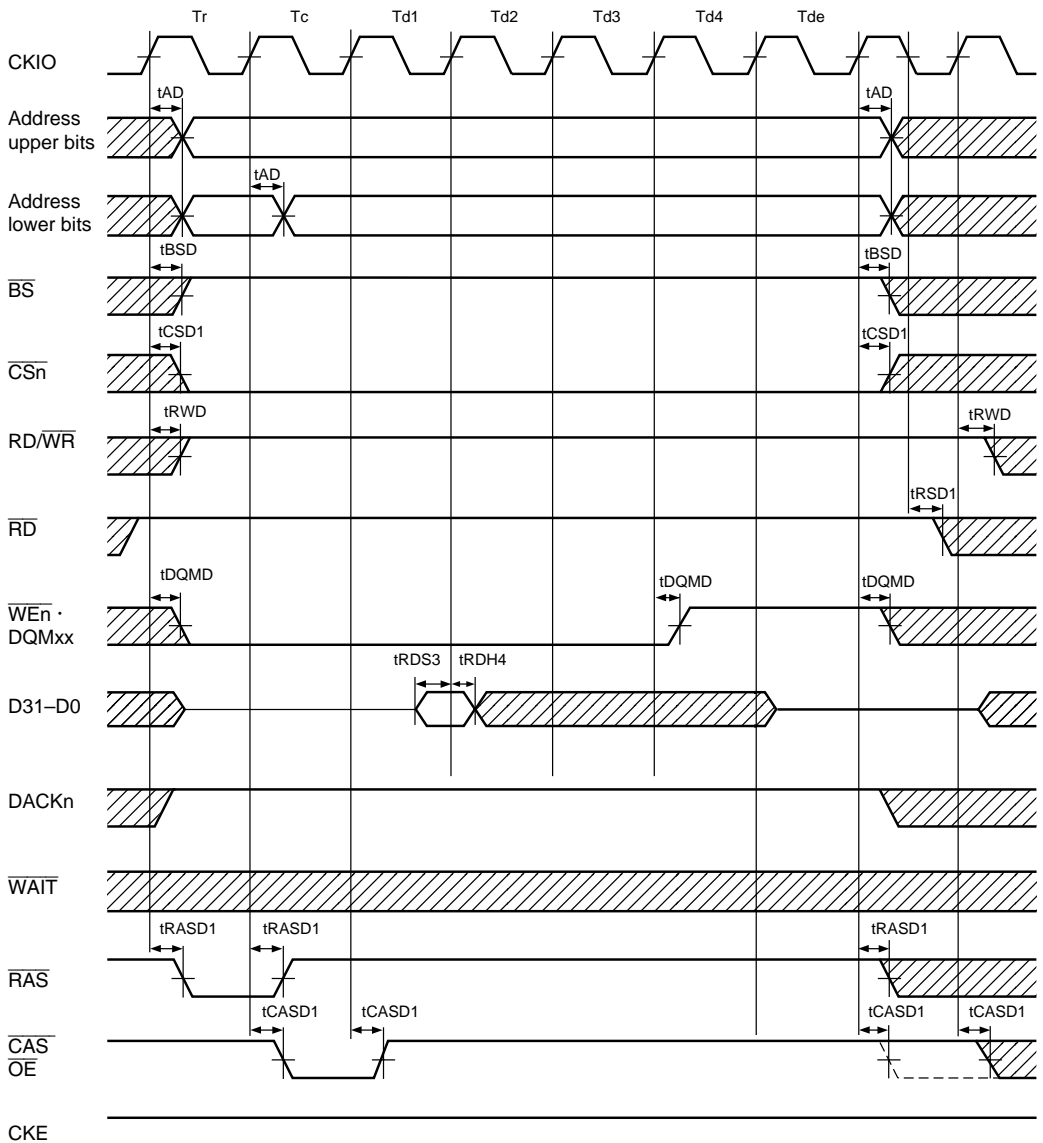 Tr Tc Td1 Td2 Td3 Td4 Tde
CKIO
tAD tAD
Address
upper bits
tAD
Address
lower bits
tBSD tBSD
BS
tCSD1 tCSD1
CSn
tRWD tRWD
RD/WR
tRSD1
RD
tDQMD tDQMD tDQMD
WEn ·
DQMxx
tRDS3 tRDH4
D31–D0
DACKn
WAIT
tRASD1 tRASD1 tRASD1
RAS
tCASD1 tCASD1 tCASD1 tCASD1
CAS
OE
CKE